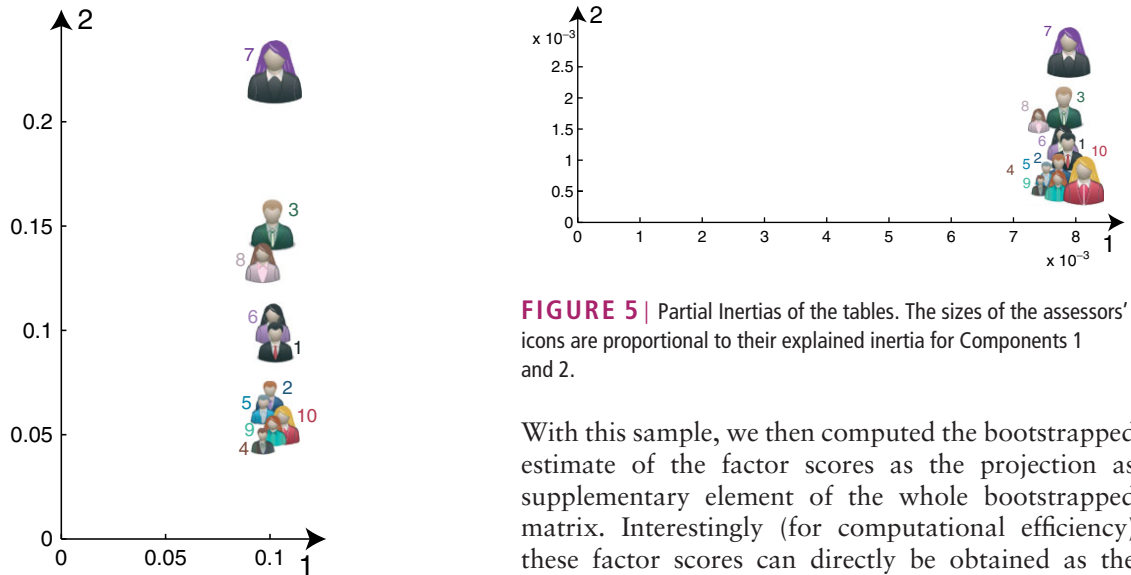 2
7
0.2
3
0.15
8
6
0.1
1
5 2
10
0.05
9
4
0
0 0.05 0.1 1
2
x 10⁻³
7
2.5
2
8 3
1.5
6 1
1
10
4 5 2
0.5
9
0
0 1 2 3 4 5 6 7 8 1
x 10⁻³
FIGURE 5 | Partial Inertias of the tables. The sizes of the assessors'
icons are proportional to their explained inertia for Components 1
and 2.
With this sample, we then computed the bootstrapped
estimate of the factor scores as the projection as
supplementary element of the whole bootstrapped
matrix. Interestingly (for computational efficiency)
these factor scores can directly be obtained as the